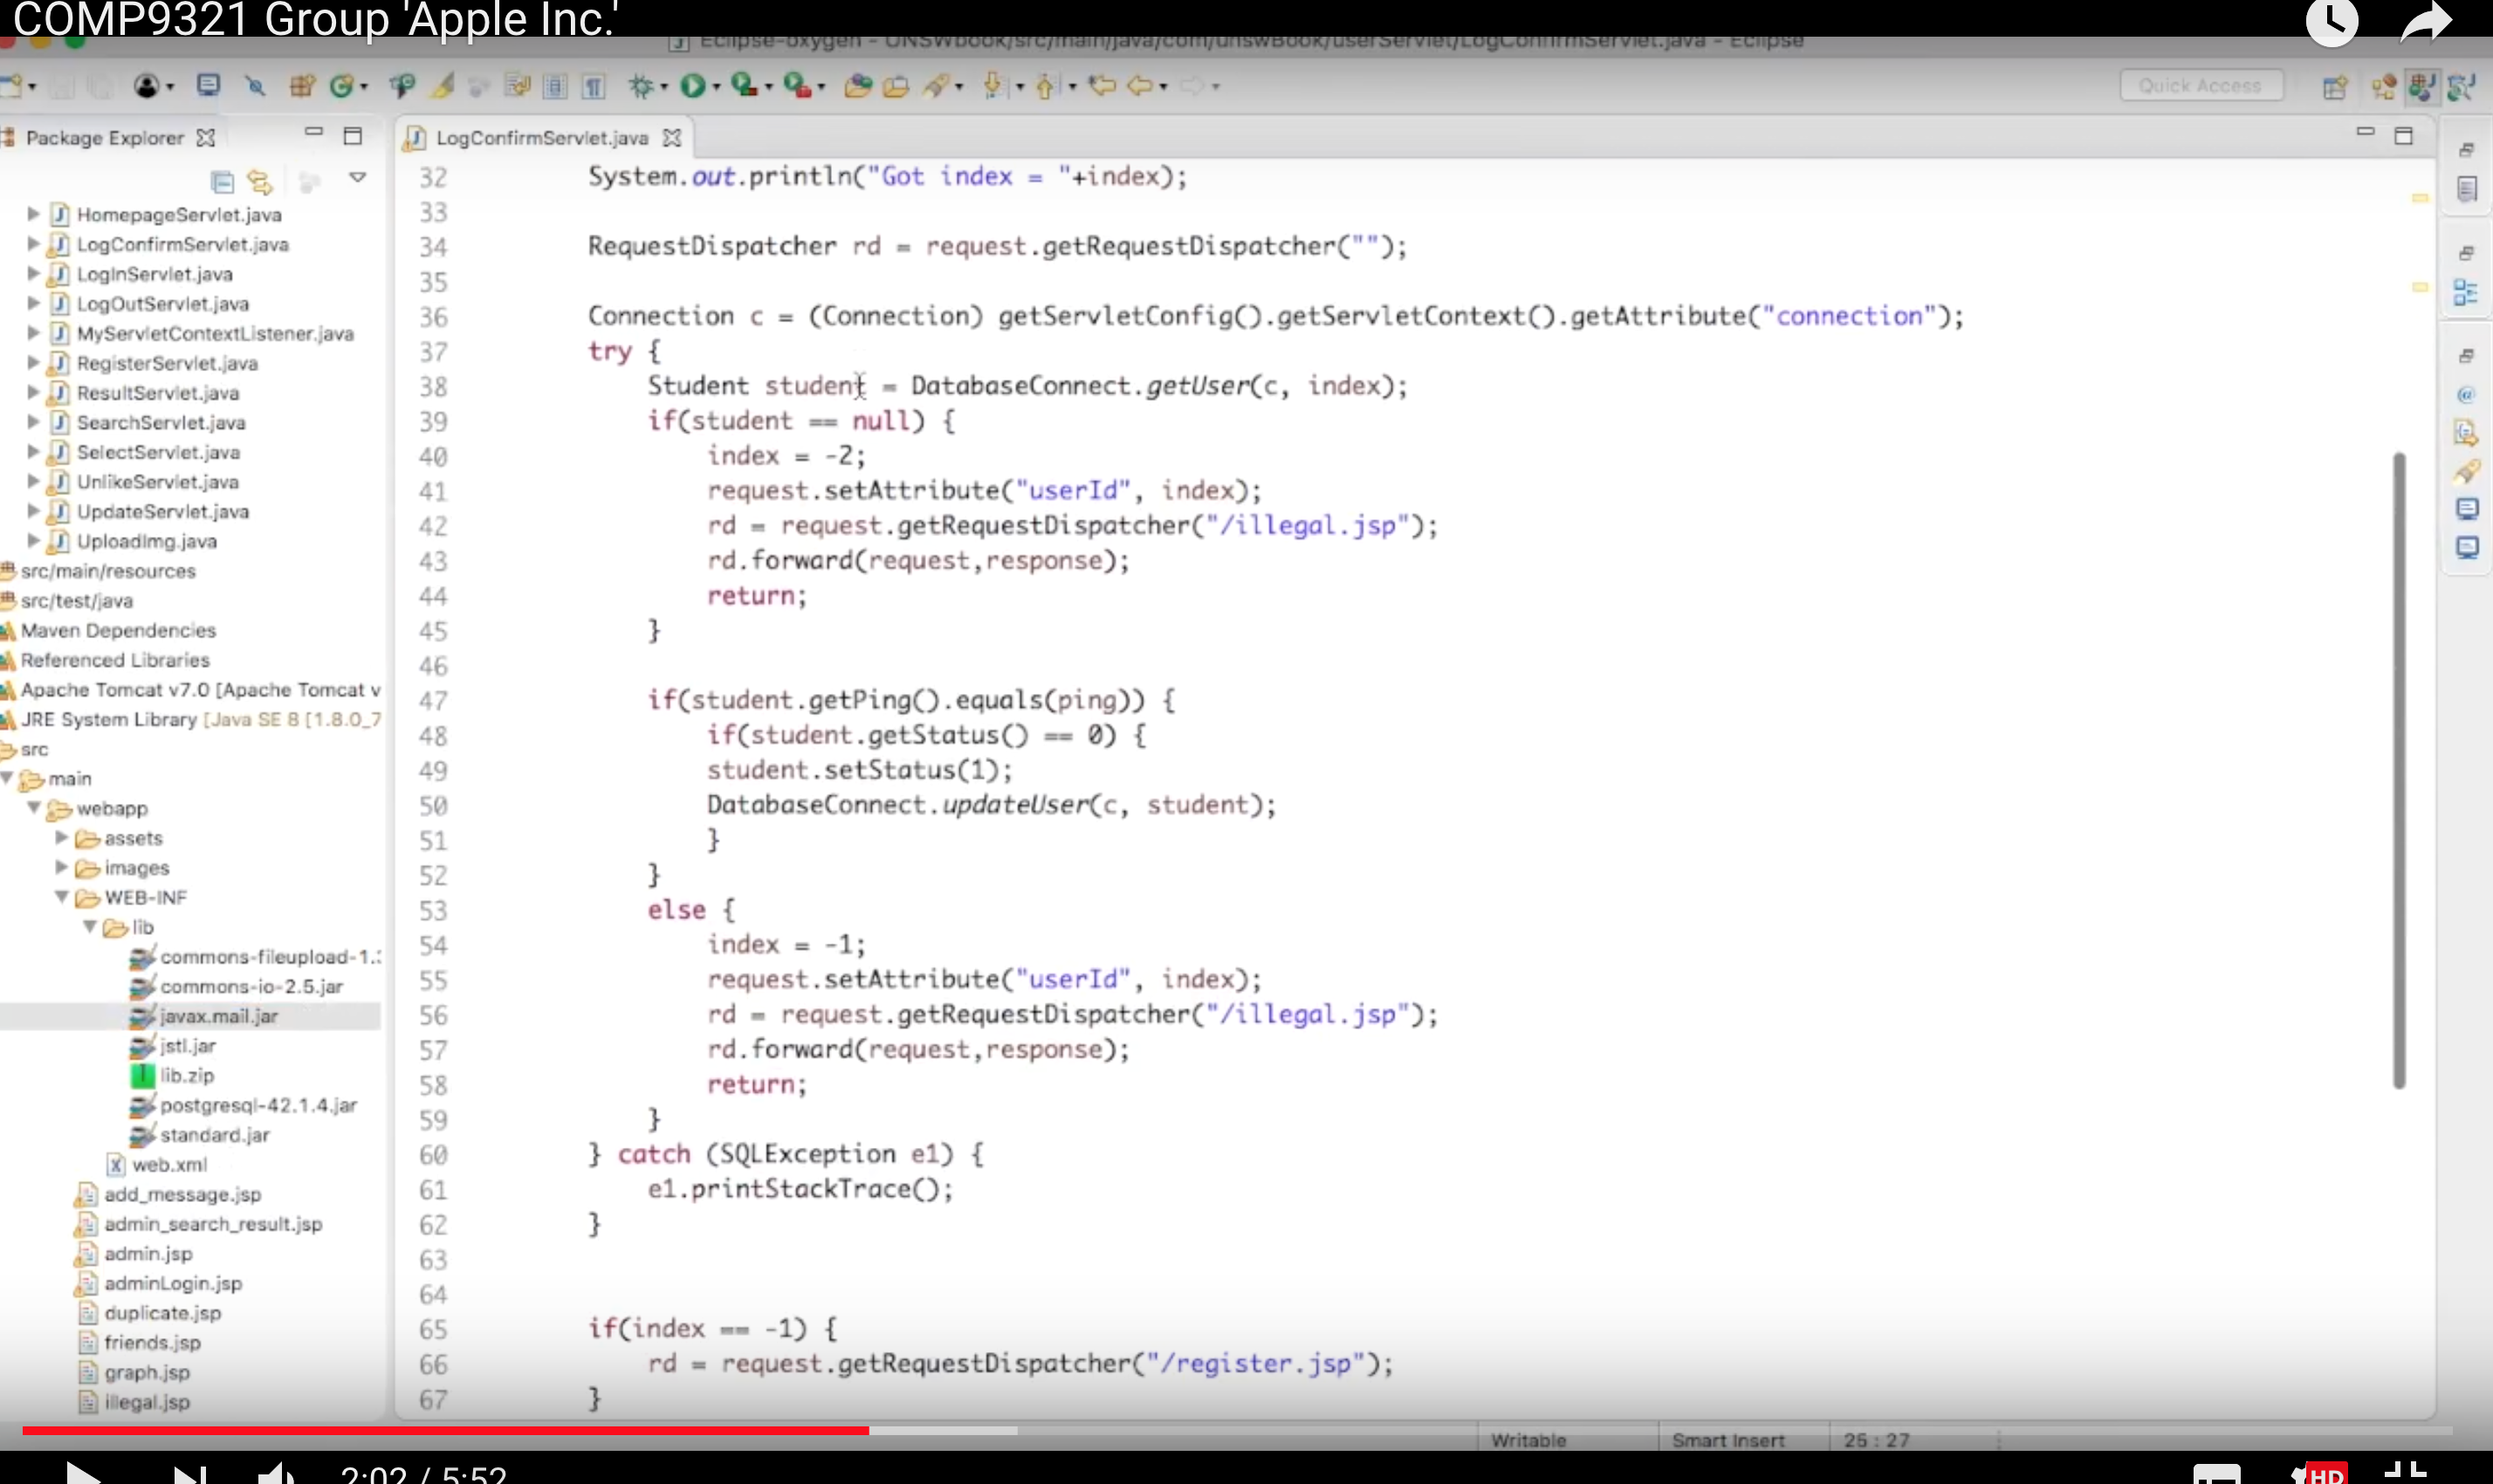 COMP9321 Group 'Apple Inc.'
Eclipse-oxygen - UNSWbook/src/main/java/com/unswBook/userServlet/LogConfirmServlet.java - Eclipse
Quick Access
Package Explorer
LogConfirmServlet.java
HomepageServlet.java
LogConfirmServlet.java
LogInServlet.java
LogOutServlet.java
MyServletContextListener.java
RegisterServlet.java
ResultServlet.java
SearchServlet.java
SelectServlet.java
UnlikeServlet.java
UpdateServlet.java
UploadImg.java
src/main/resources
src/test/java
Maven Dependencies
Referenced Libraries
Apache Tomcat v7.0 [Apache Tomcat v
JRE System Library [Java SE 8 [1.8.0_7
src
main
webapp
assets
images
WEB-INF
lib
commons-fileupload-1.
commons-io-2.5.jar
javax.mail.jar
jstl.jar
lib.zip
postgresql-42.1.4.jar
standard.jar
web.xml
add_message.jsp
admin_search_result.jsp
admin.jsp
adminLogin.jsp
duplicate.jsp
friends.jsp
graph.jsp
illegal.jsp
32 System.out.println("Got index = "+index);
33
34 RequestDispatcher rd = request.getRequestDispatcher("");
35
36 Connection c = (Connection) getServletConfig().getServletContext().getAttribute("connection");
37 try {
38 Student student = DatabaseConnect.getUser(c, index);
39 if(student == null) {
40 index = -2;
41 request.setAttribute("userId", index);
42 rd = request.getRequestDispatcher("/illegal.jsp");
43 rd.forward(request,response);
44 return;
45 }
46
47 if(student.getPing().equals(ping)) {
48 if(student.getStatus() == 0) {
49 student.setStatus(1);
50 DatabaseConnect.updateUser(c, student);
51 }
52 }
53 else {
54 index = -1;
55 request.setAttribute("userId", index);
56 rd = request.getRequestDispatcher("/illegal.jsp");
57 rd.forward(request,response);
58 return;
59 }
60 } catch (SQLException e1) {
61 e1.printStackTrace();
62 }
63
64
65 if(index == -1) {
66 rd = request.getRequestDispatcher("/register.jsp");
67 }
Writable
Smart Insert
25 : 27
2:02 / 5:52
HD